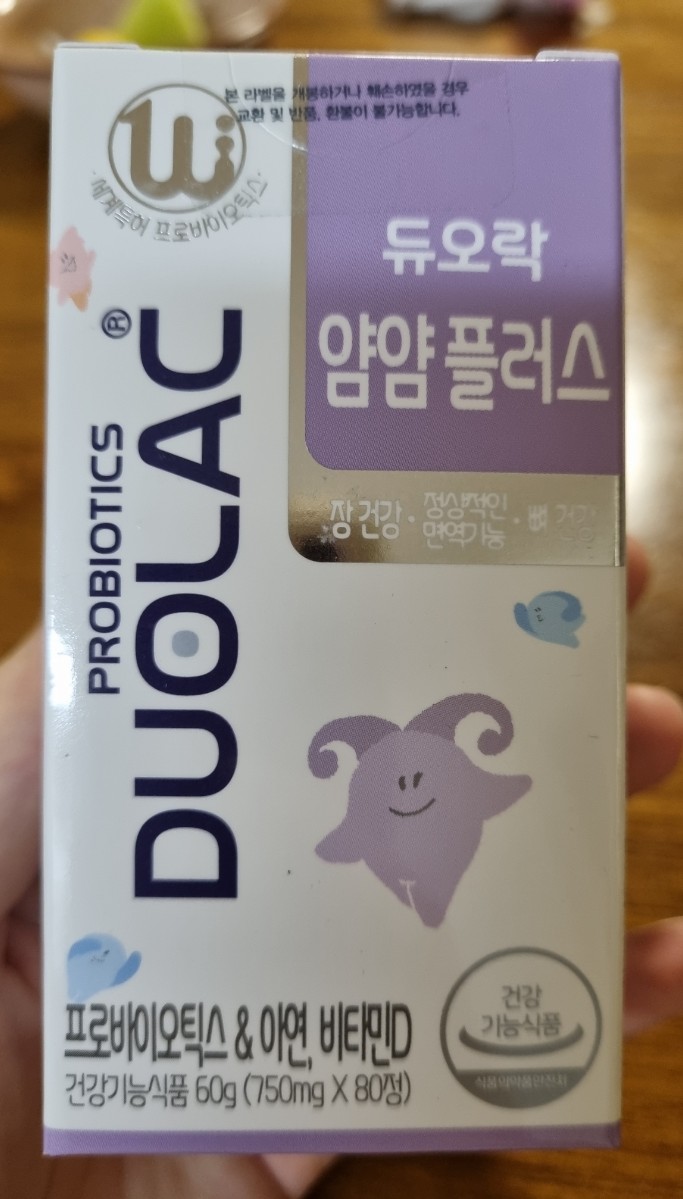 본 라벨을 개봉하거나 훼손하였을 경우
교환 및 반품, 환불이 불가능합니다.
세계특허 프로바이오틱스
듀오락
얌얌 플러스
장 건강 · 정상적인 면역기능 · 뼈 건강
PROBIOTICS
DUOLAC®
프로바이오틱스 & 아연, 비타민D
건강기능식품 60g (750mg X 80정)
건강
기능식품
식품의약품안전처